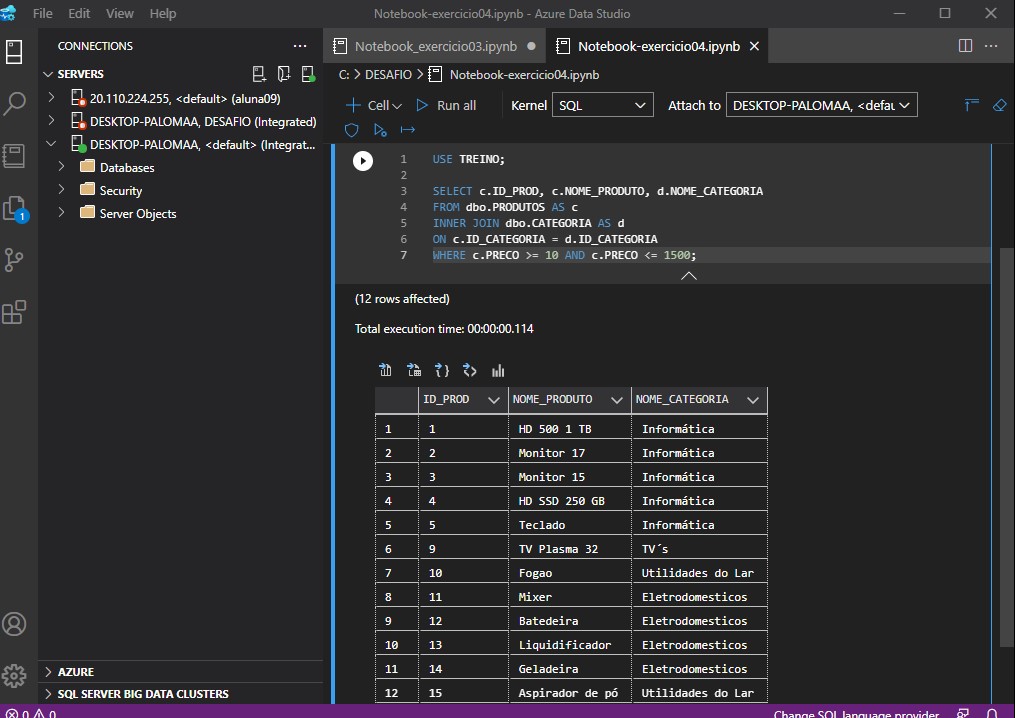 File Edit View Help Notebook-exercicio04.ipynb - Azure Data Studio
CONNECTIONS
SERVERS
20.110.224.255, <default> (aluna09)
DESKTOP-PALOMAA, DESAFIO (Integrated)
DESKTOP-PALOMAA, <default> (Integrat...
Databases
Security
Server Objects
1
AZURE
SQL SERVER BIG DATA CLUSTERS
Notebook_exercicio03.ipynb Notebook-exercicio04.ipynb
C: > DESAFIO > Notebook-exercicio04.ipynb
Cell Run all Kernel SQL Attach to DESKTOP-PALOMAA, <defau
1 USE TREINO;
2
3 SELECT c.ID_PROD, c.NOME_PRODUTO, d.NOME_CATEGORIA
4 FROM dbo.PRODUTOS AS c
5 INNER JOIN dbo.CATEGORIA AS d
6 ON c.ID_CATEGORIA = d.ID_CATEGORIA
7 WHERE c.PRECO >= 10 AND c.PRECO <= 1500;
(12 rows affected)
Total execution time: 00:00:00.114
ID_PROD NOME_PRODUTO NOME_CATEGORIA
1 1 HD 500 1 TB Informática
2 2 Monitor 17 Informática
3 3 Monitor 15 Informática
4 4 HD SSD 250 GB Informática
5 5 Teclado Informática
6 9 TV Plasma 32 TV´s
7 10 Fogao Utilidades do Lar
8 11 Mixer Eletrodomesticos
9 12 Batedeira Eletrodomesticos
10 13 Liquidificador Eletrodomesticos
11 14 Geladeira Eletrodomesticos
12 15 Aspirador de pó Utilidades do Lar
0 0 Change SQL language provider